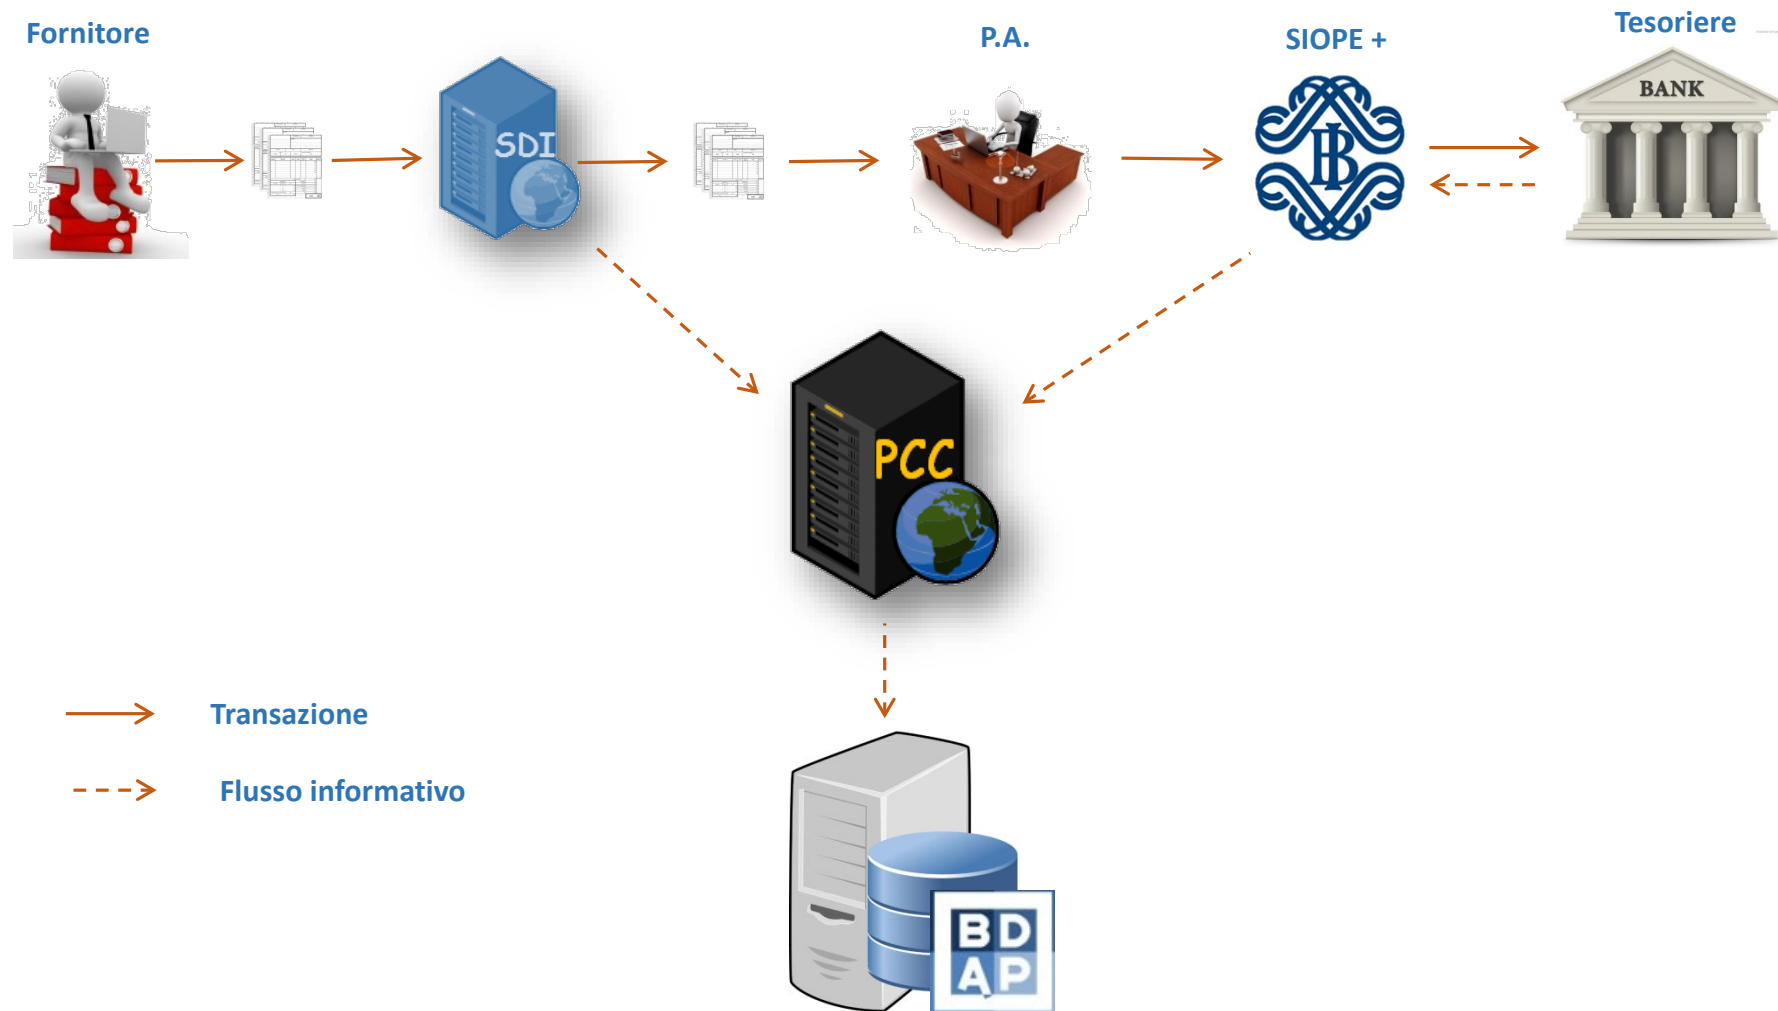 Fornitore
P.A.
SIOPE +
Tesoriere
BANK
SDI
PCC
Transazione
Flusso informativo
BD
AP